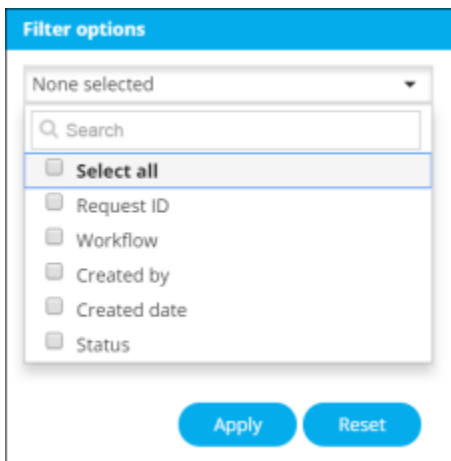 Filter options
None selected
Search
Select all
Request ID
Workflow
Created by
Created date
Status
Apply Reset